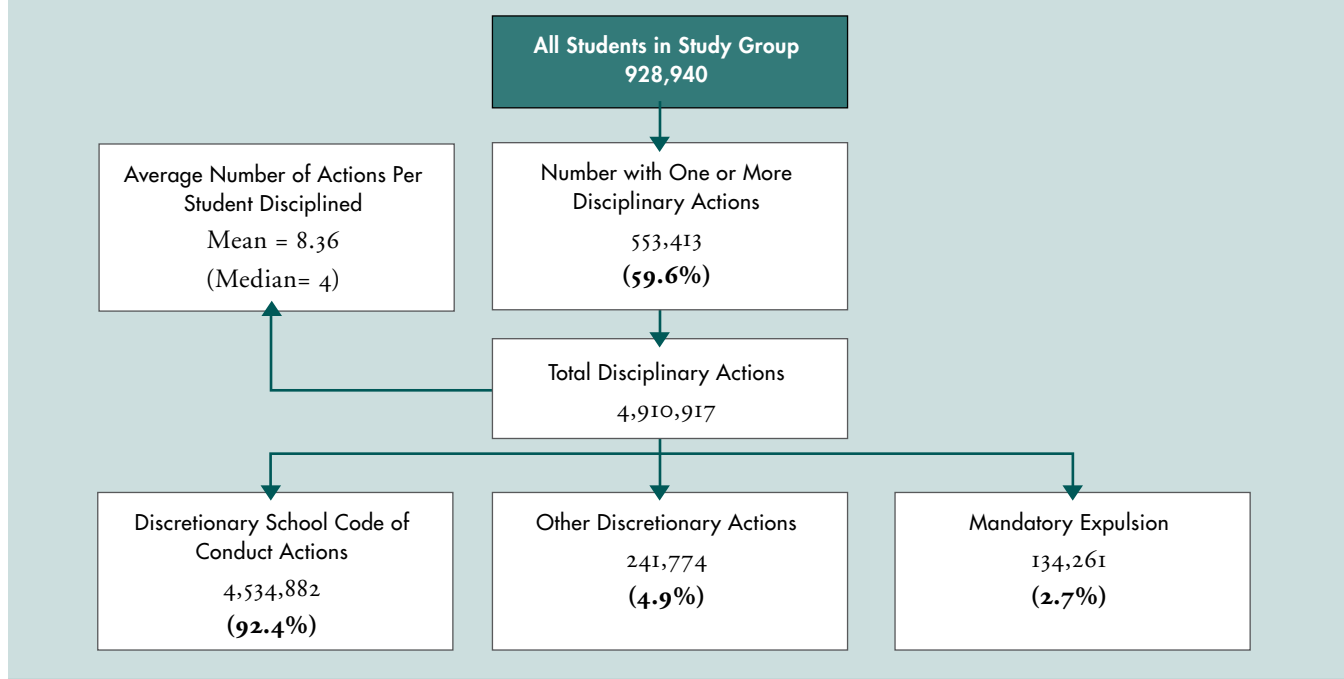 All Students in Study Group
928,940
Average Number of Actions Per
Student Disciplined
Mean = 8.36
(Median= 4)
Number with One or More
Disciplinary Actions
553,413
(59.6%)
Total Disciplinary Actions
4,910,917
Discretionary School Code of
Conduct Actions
4,534,882
(92.4%)
Other Discretionary Actions
241,774
(4.9%)
Mandatory Expulsion
134,261
(2.7%)